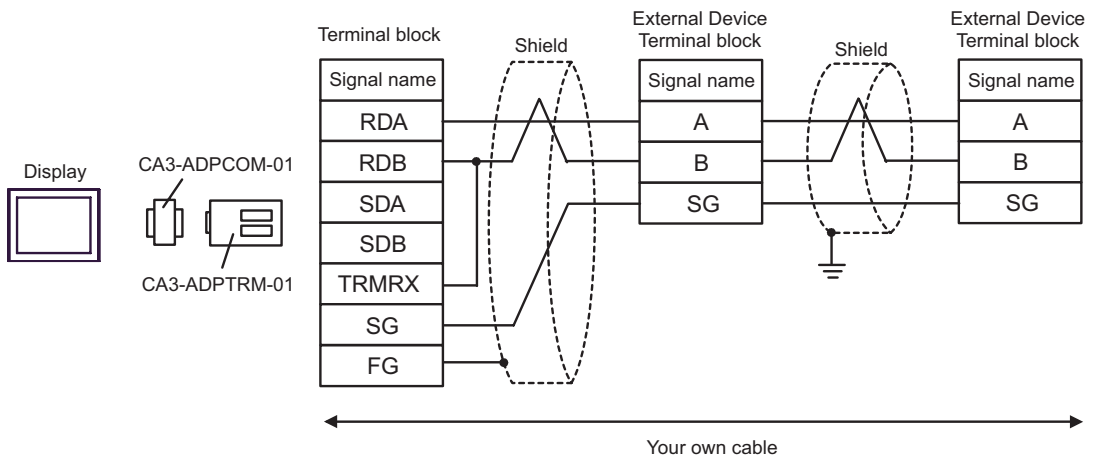 Display
CA3-ADPCOM-01
CA3-ADPTRM-01
Terminal block
Signal name
RDA
RDB
SDA
SDB
TRMRX
SG
FG
Shield
External Device
Terminal block
Signal name
A
B
SG
Shield
External Device
Terminal block
Signal name
A
B
SG
Your own cable